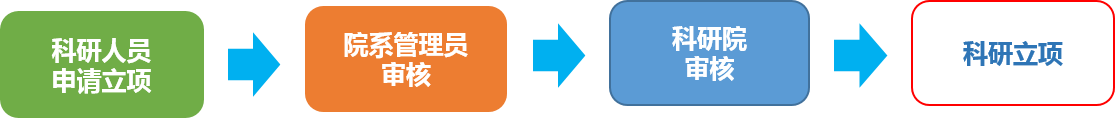 科研人员
申请立项
院系管理员
审核
科研院
审核
科研立项